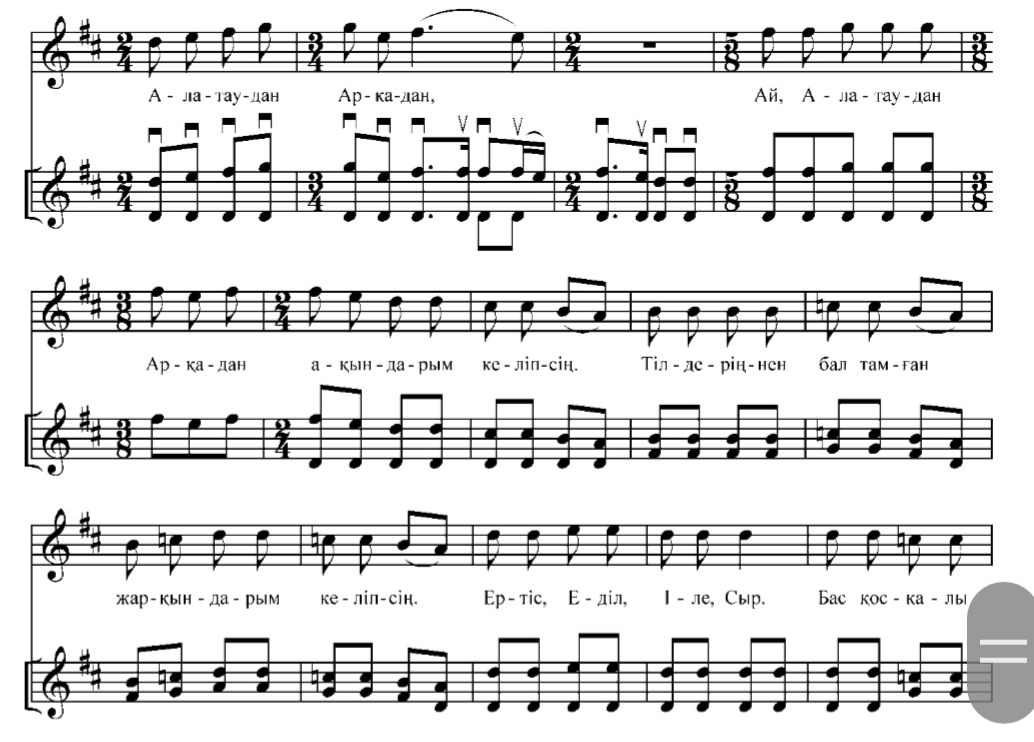 А - ла - тау - дан Ар - ка - дан, Ай, А - ла - тау - дан
Ар - қа - дан а - қын - да - рым ке - ліп - сің. Тіл - де - рің - нен бал там - ған
жар - қын - да - рым ке - ліп - сің. Ер - тіс, Е - діл, І - ле, Сыр. Бас қос - қа - лы